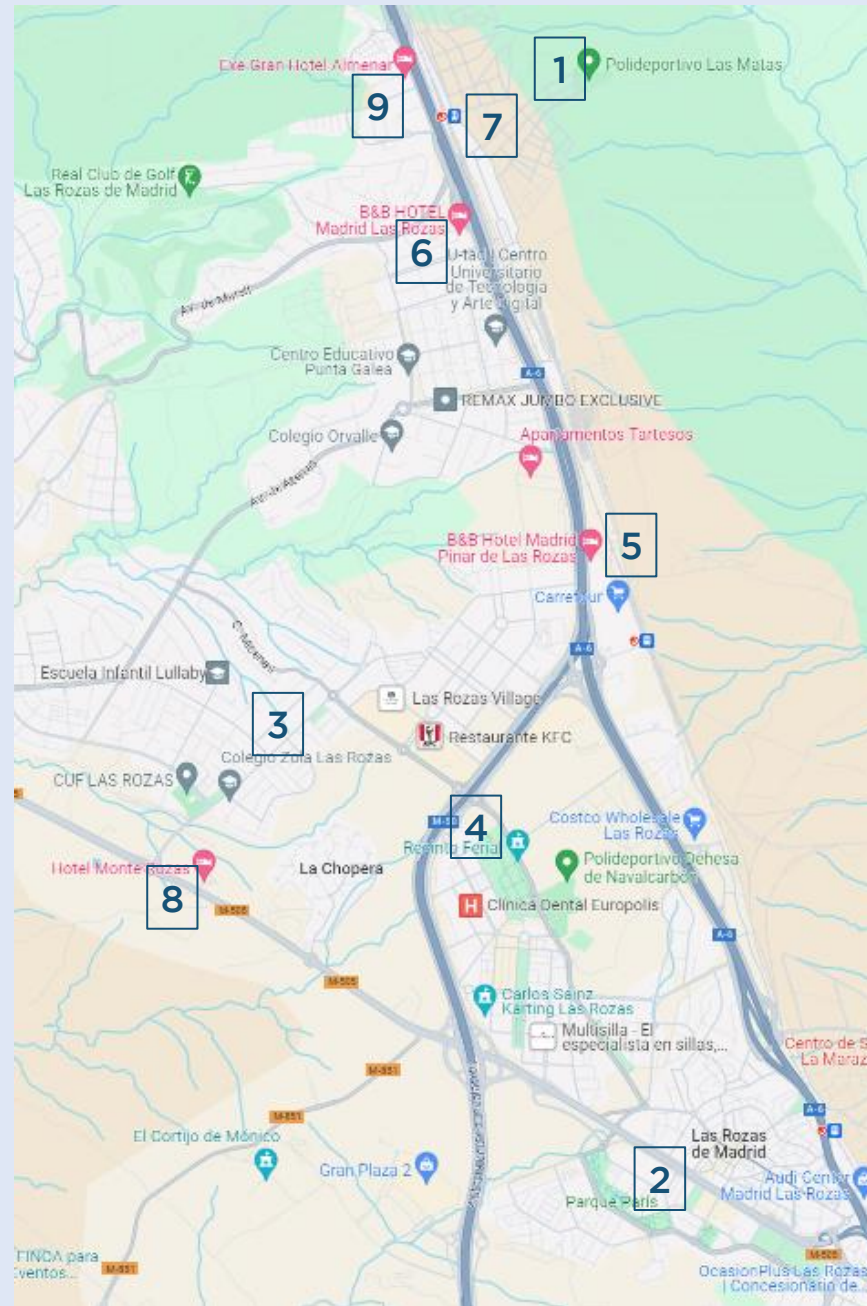 Exe Gran Hotel Almenar
1
Polideportivo Las Matas
9
7
Real Club de Golf
Las Rozas de Madrid
B&B HOTEL
Madrid Las Rozas
6
U-tad | Centro
Universitario
de Tecnología
y Arte Digital
Centro Educativo
Punta Galea
A-6
REMAX JUMBO EXCLUSIVE
Colegio Orvalle
Apartamentos Tartesos
B&B Hotel Madrid
Pinar de Las Rozas
5
Carrefour
A-6
Escuela Infantil Lullaby
Las Rozas Village
3
Restaurante KFC
Colegio Zola Las Rozas
CUF LAS ROZAS
M-50
4
Costco Wholesale
Las Rozas
Recinto Ferial
Polideportivo Dehesa
de Navalcarbón
Hotel Monte Rozas
La Chopera
8
M-505
Clínica Dental Europolis
A-6
M-505
Carlos Sainz
Karting Las Rozas
Multisilla - El
especialista en sillas,...
Centro de S
La Maraz
M-851
M-851
A-6
El Cortijo de Mónico
Las Rozas
de Madrid
Gran Plaza 2
2
Parque París
Audi Center
Madrid Las Rozas
FINCA para
Eventos...
M-851
M-505
OcasionPlus Las Rozas
| Concesionario de